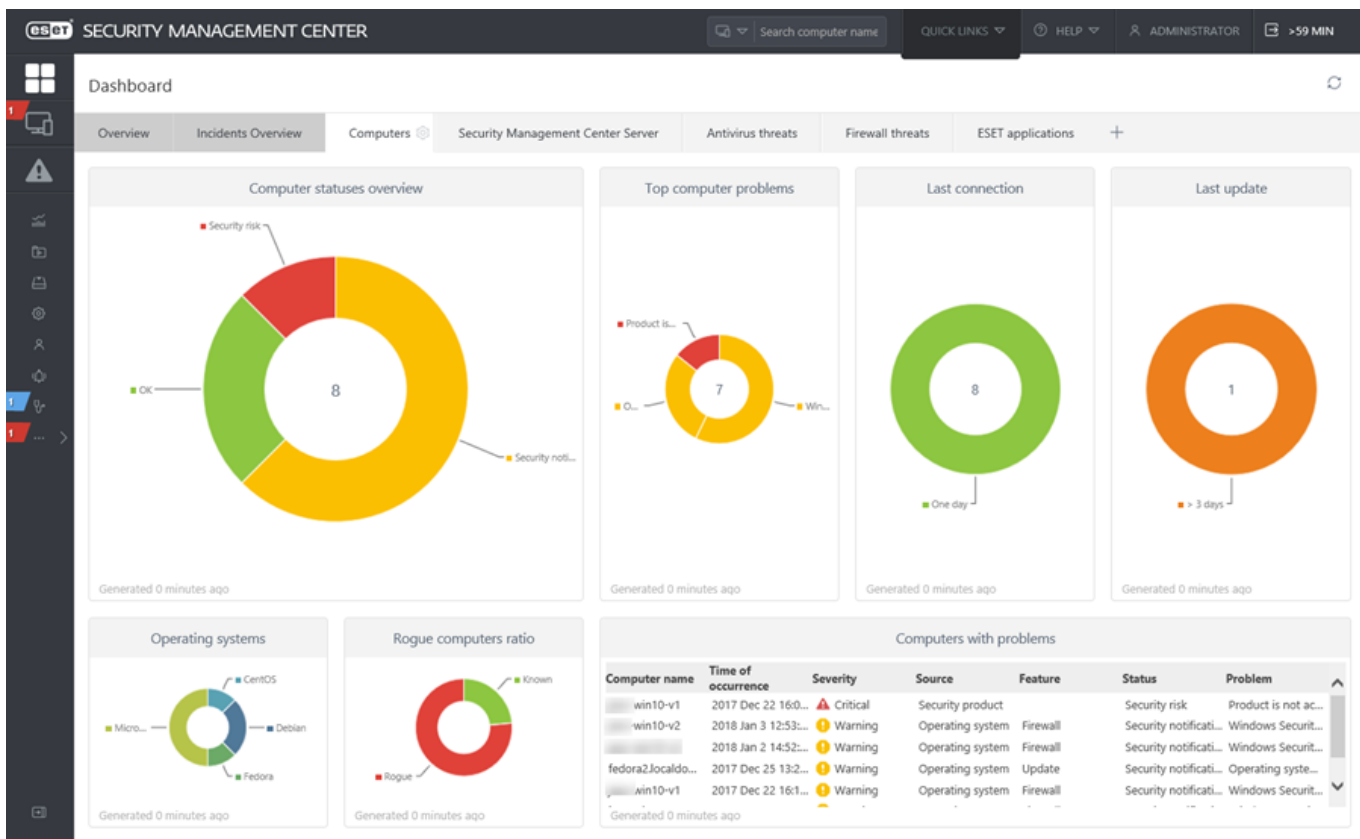 eset SECURITY MANAGEMENT CENTER
Search computer name
QUICK LINKS
HELP
ADMINISTRATOR
>59 MIN
Dashboard
1
Overview
Incidents Overview
Computers
Security Management Center Server
Antivirus threats
Firewall threats
ESET applications
+
Computer statuses overview
Security risk
OK
8
Security noti...
Generated 0 minutes ago
Top computer problems
Product is...
7
O...
Win...
Generated 0 minutes ago
Last connection
8
One day
Generated 0 minutes ago
Last update
1
> 3 days
Generated 0 minutes ago
1
1
...
Operating systems
CentOS
Micro...
Debian
Fedora
Generated 0 minutes ago
Rogue computers ratio
Known
Rogue
Generated 0 minutes ago
Computers with problems
Computer name Time of occurrence Severity Source Feature Status Problem
win10-v1 2017 Dec 22 16:0... Critical Security product Security risk Product is not ac...
win10-v2 2018 Jan 3 12:53:... Warning Operating system Firewall Security notificati... Windows Securit...
2018 Jan 2 14:52:... Warning Operating system Firewall Security notificati... Windows Securit...
fedora2.localdo... 2017 Dec 25 13:2... Warning Operating system Update Security notificati... Operating syste...
win10-v1 2017 Dec 22 16:1... Warning Operating system Firewall Security notificati... Windows Securit...
Generated 0 minutes ago